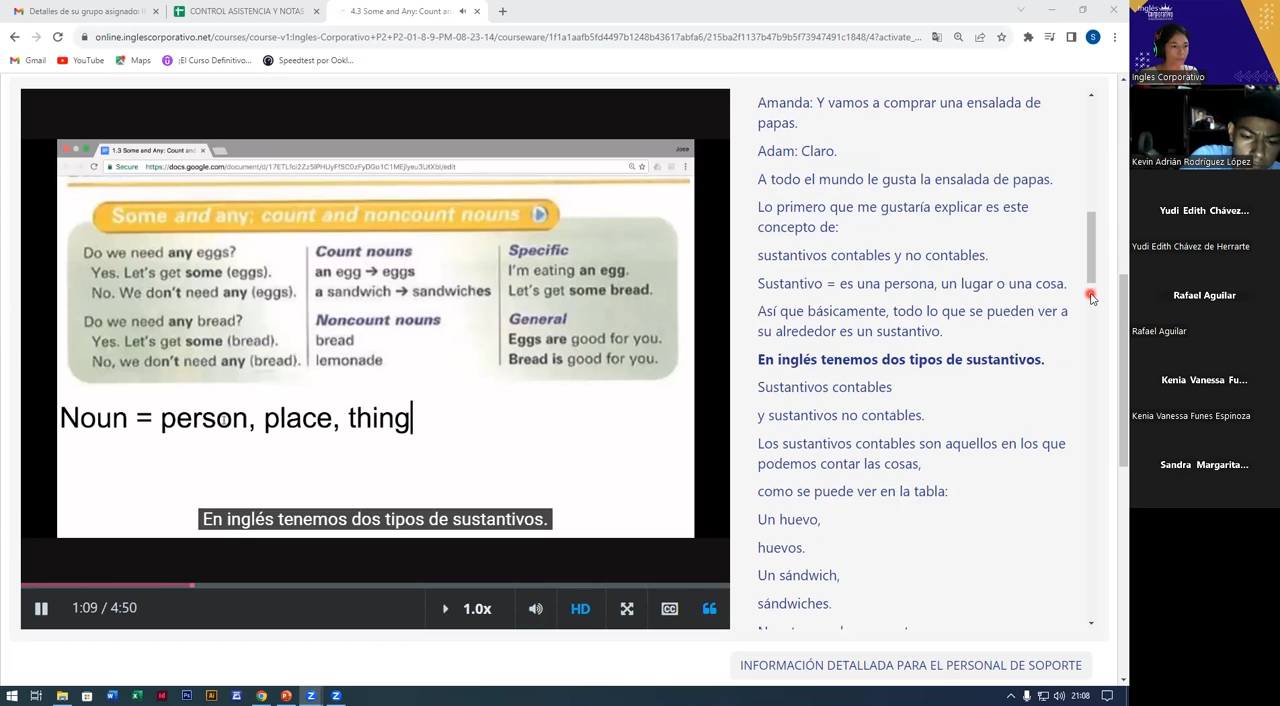 Detalles de su grupo asignado: I
CONTROL ASISTENCIA Y NOTAS
4.3 Some and Any: Count an
online.inglescorporativo.net/courses/course-v1:Ingles-Corporativo+P2+P2-01-8-9-PM-08-23-14/courseware/1f1a1aafb5fd4497b1248b43617abfa6/215ba2f1137b47b9b5f73947491c1848/4?activate_...
Gmail
YouTube
Maps
¡El Curso Definitivo...
Speedtest por Ookl...
1.3 Some and Any: Count an
Jose
Secure
Some and any; count and noncount nouns
Do we need any eggs?
Yes. Let's get some (eggs).
No. We don't need any (eggs).
Do we need any bread?
Yes. Let's get some (bread).
No, we don't need any (bread).
Count nouns
an egg → eggs
a sandwich → sandwiches
Noncount nouns
bread
lemonade
Specific
I'm eating an egg.
Let's get some bread.
General
Eggs are good for you.
Bread is good for you.
Noun = person, place, thing
En inglés tenemos dos tipos de sustantivos.
1:09 / 4:50
1.0x
HD
CC
Amanda: Y vamos a comprar una ensalada de
papas.
Adam: Claro.
A todo el mundo le gusta la ensalada de papas.
Lo primero que me gustaría explicar es este
concepto de:
sustantivos contables y no contables.
Sustantivo = es una persona, un lugar o una cosa.
Así que básicamente, todo lo que se pueden ver a
su alrededor es un sustantivo.
En inglés tenemos dos tipos de sustantivos.
Sustantivos contables
y sustantivos no contables.
Los sustantivos contables son aquellos en los que
podemos contar las cosas,
como se puede ver en la tabla:
Un huevo,
huevos.
Un sándwich,
sándwiches.
INFORMACIÓN DETALLADA PARA EL PERSONAL DE SOPORTE
Inglés
corporativo
Ingles Corporativo
Kevin Adrián Rodríguez López
Yudi Edith Chávez...
Yudi Edith Chávez de Herrarte
Rafael Aguilar
Rafael Aguilar
Kenia Vanessa Fu...
Kenia Vanessa Funes Espinoza
Sandra Margarita...
21:08